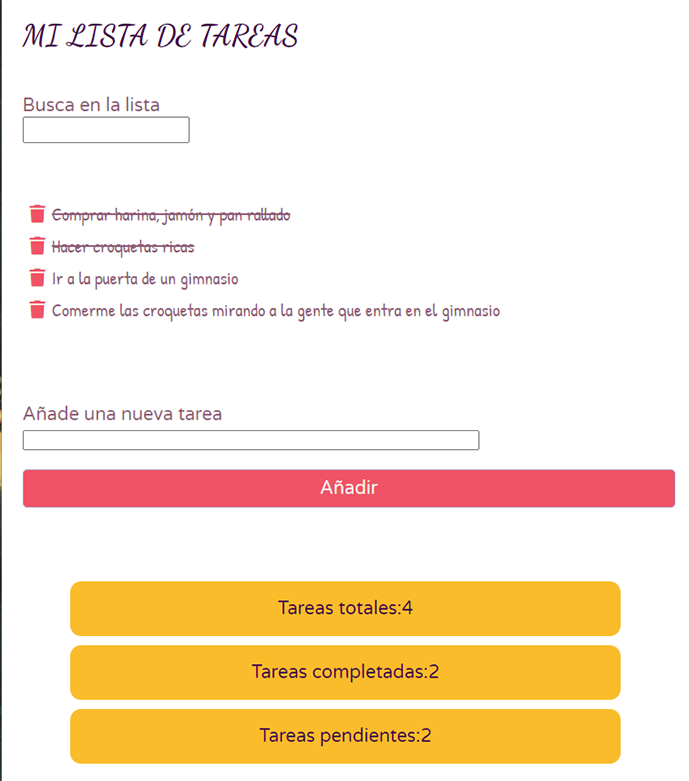 MI LISTA DE TAREAS
Busca en la lista
Comprar harina, jamón y pan rallado
Hacer croquetas ricas
Ir a la puerta de un gimnasio
Comerme las croquetas mirando a la gente que entra en el gimnasio
Añade una nueva tarea
Añadir
Tareas totales:4
Tareas completadas:2
Tareas pendientes:2